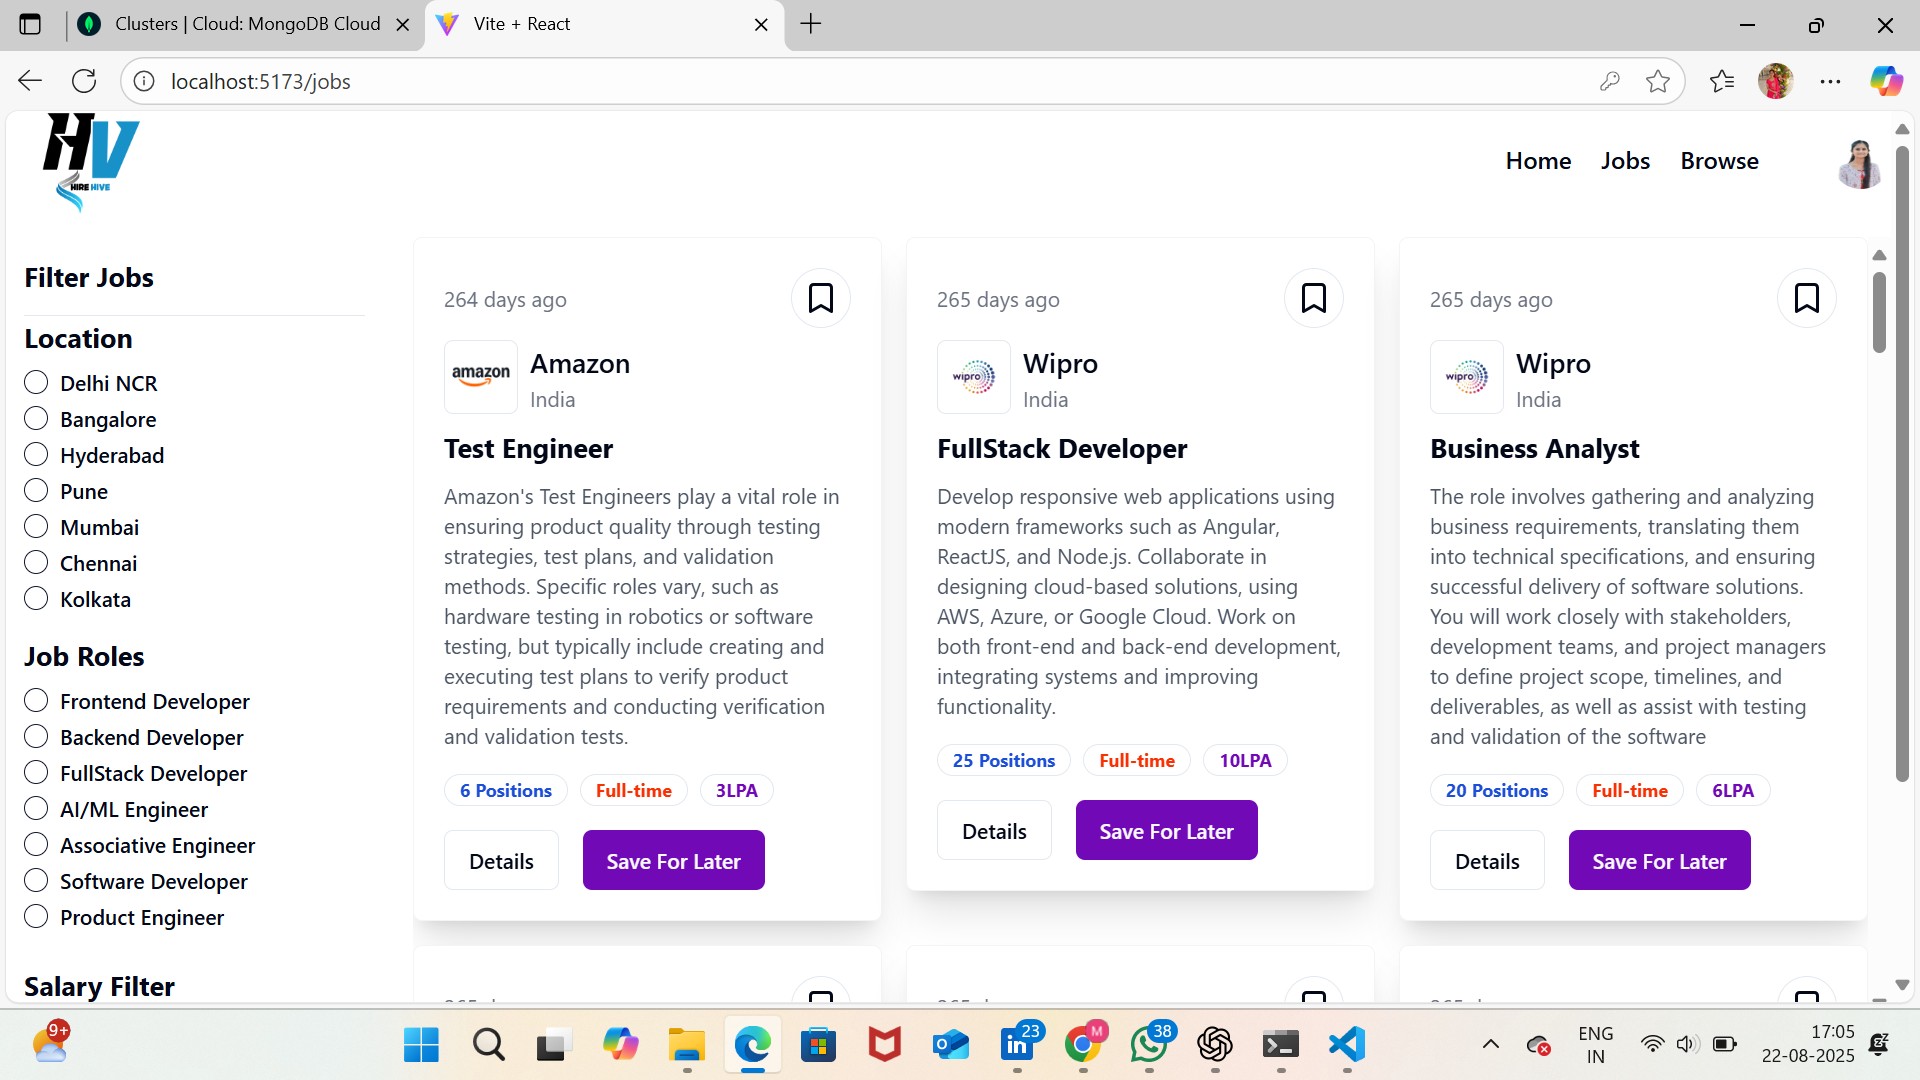 Clusters | Cloud: MongoDB Cloud
Vite + React
localhost:5173/jobs
HV
HIRE HIVE
Home
Jobs
Browse
Filter Jobs
Location
Delhi NCR
Bangalore
Hyderabad
Pune
Mumbai
Chennai
Kolkata
Job Roles
Frontend Developer
Backend Developer
FullStack Developer
AI/ML Engineer
Associative Engineer
Software Developer
Product Engineer
Salary Filter
264 days ago
amazon
Amazon
India
Test Engineer
Amazon's Test Engineers play a vital role in
ensuring product quality through testing
strategies, test plans, and validation
methods. Specific roles vary, such as
hardware testing in robotics or software
testing, but typically include creating and
executing test plans to verify product
requirements and conducting verification
and validation tests.
6 Positions
Full-time
3LPA
Details
Save For Later
265 days ago
wipro
Wipro
India
FullStack Developer
Develop responsive web applications using
modern frameworks such as Angular,
ReactJS, and Node.js. Collaborate in
designing cloud-based solutions, using
AWS, Azure, or Google Cloud. Work on
both front-end and back-end development,
integrating systems and improving
functionality.
25 Positions
Full-time
10LPA
Details
Save For Later
265 days ago
wipro
Wipro
India
Business Analyst
The role involves gathering and analyzing
business requirements, translating them
into technical specifications, and ensuring
successful delivery of software solutions.
You will work closely with stakeholders,
development teams, and project managers
to define project scope, timelines, and
deliverables, as well as assist with testing
and validation of the software
20 Positions
Full-time
6LPA
Details
Save For Later
9+
23
M
38
ENG
IN
17:05
22-08-2025